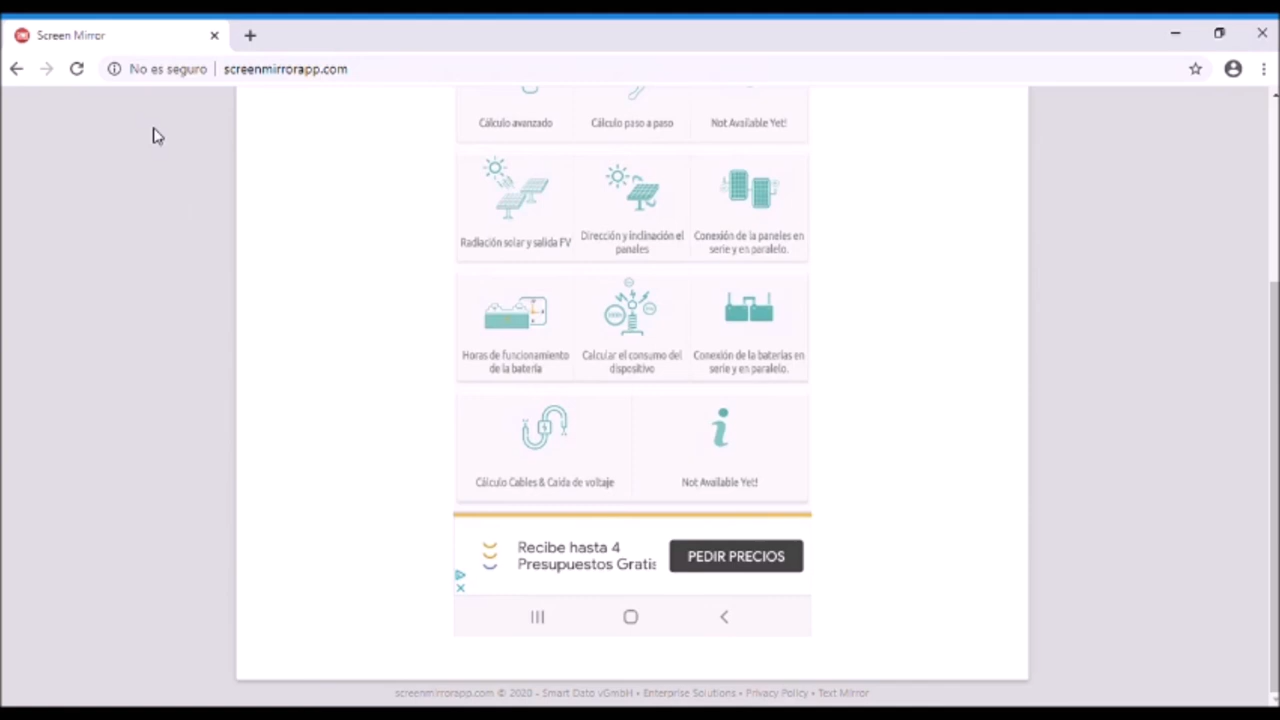 Screen Mirror
No es seguro
screenmirrorapp.com
Cálculo avanzado
Cálculo paso a paso
Not Available Yet!
Radiación solar y salida FV
Dirección y inclinación el
panales
Conexión de la paneles en
serie y en paralelo.
Horas de funcionamiento
de la batería
Calcular el consumo del
dispositivo
Conexión de la baterías en
serie y en paralelo.
Cálculo Cables & Caida de voltaje
Not Available Yet!
Recibe hasta 4
Presupuestos Gratis
PEDIR PRECIOS
screenmirrorapp.com © 2020 - Smart Data vGmbH • Enterprise Solutions • Privacy Policy • Text Mirror